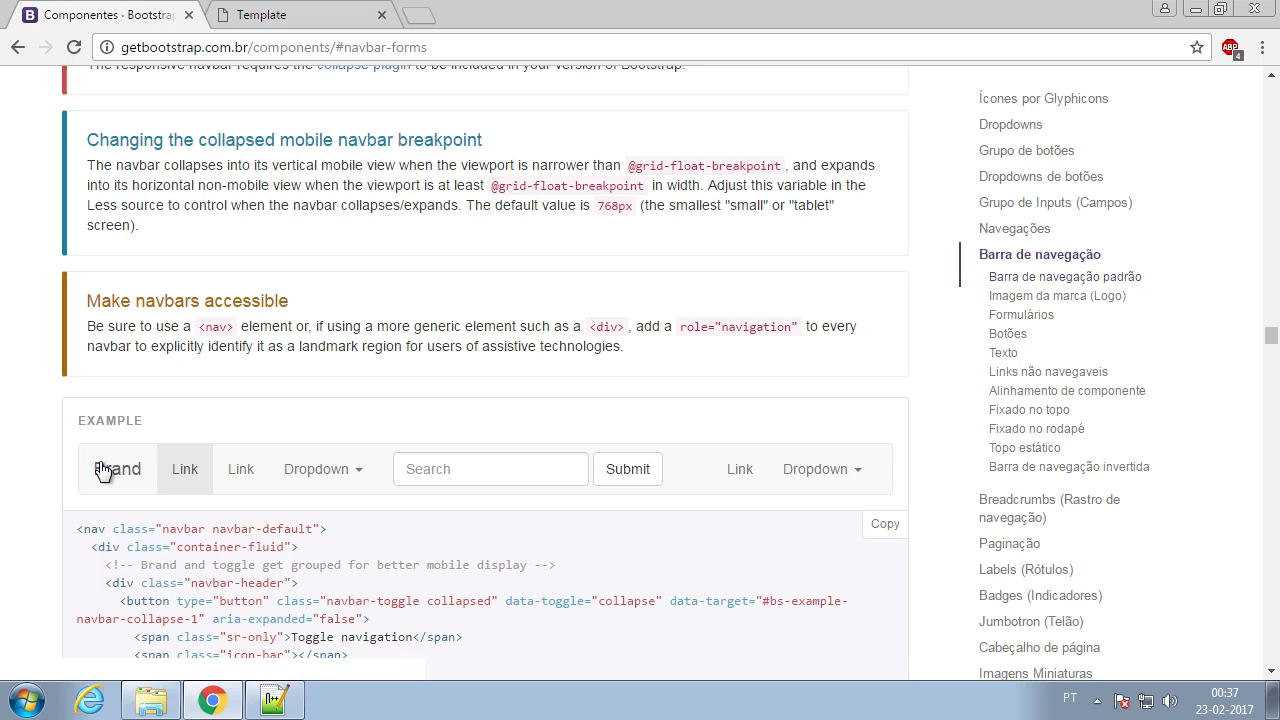 Componentes · Bootstrap
Template
getbootstrap.com.br/components/#navbar-forms
ABP
4
The responsive navbar requires the collapse plugin to be included in your version of Bootstrap.
Changing the collapsed mobile navbar breakpoint
The navbar collapses into its vertical mobile view when the viewport is narrower than @grid-float-breakpoint , and expands
into its horizontal non-mobile view when the viewport is at least @grid-float-breakpoint in width. Adjust this variable in the
Less source to control when the navbar collapses/expands. The default value is 768px (the smallest "small" or "tablet"
screen).
Make navbars accessible
Be sure to use a <nav> element or, if using a more generic element such as a <div> , add a role="navigation" to every
navbar to explicitly identify it as a landmark region for users of assistive technologies.
EXAMPLE
Brand Link Link Dropdown Search Submit Link Dropdown
Copy
<nav class="navbar navbar-default">
<div class="container-fluid">
<!-- Brand and toggle get grouped for better mobile display -->
<div class="navbar-header">
<button type="button" class="navbar-toggle collapsed" data-toggle="collapse" data-target="#bs-example-
navbar-collapse-1" aria-expanded="false">
<span class="sr-only">Toggle navigation</span>
<span class="icon-bar"></span>
Ícones por Glyphicons
Dropdowns
Grupo de botões
Dropdowns de botões
Grupo de Inputs (Campos)
Navegações
Barra de navegação
Barra de navegação padrão
Imagem da marca (Logo)
Formulários
Botões
Texto
Links não navegaveis
Alinhamento de componente
Fixado no topo
Fixado no rodapé
Topo estático
Barra de navegação invertida
Breadcrumbs (Rastro de
navegação)
Paginação
Labels (Rótulos)
Badges (Indicadores)
Jumbotron (Telão)
Cabeçalho de página
Imagens Miniaturas
PT
00:37
23-02-2017